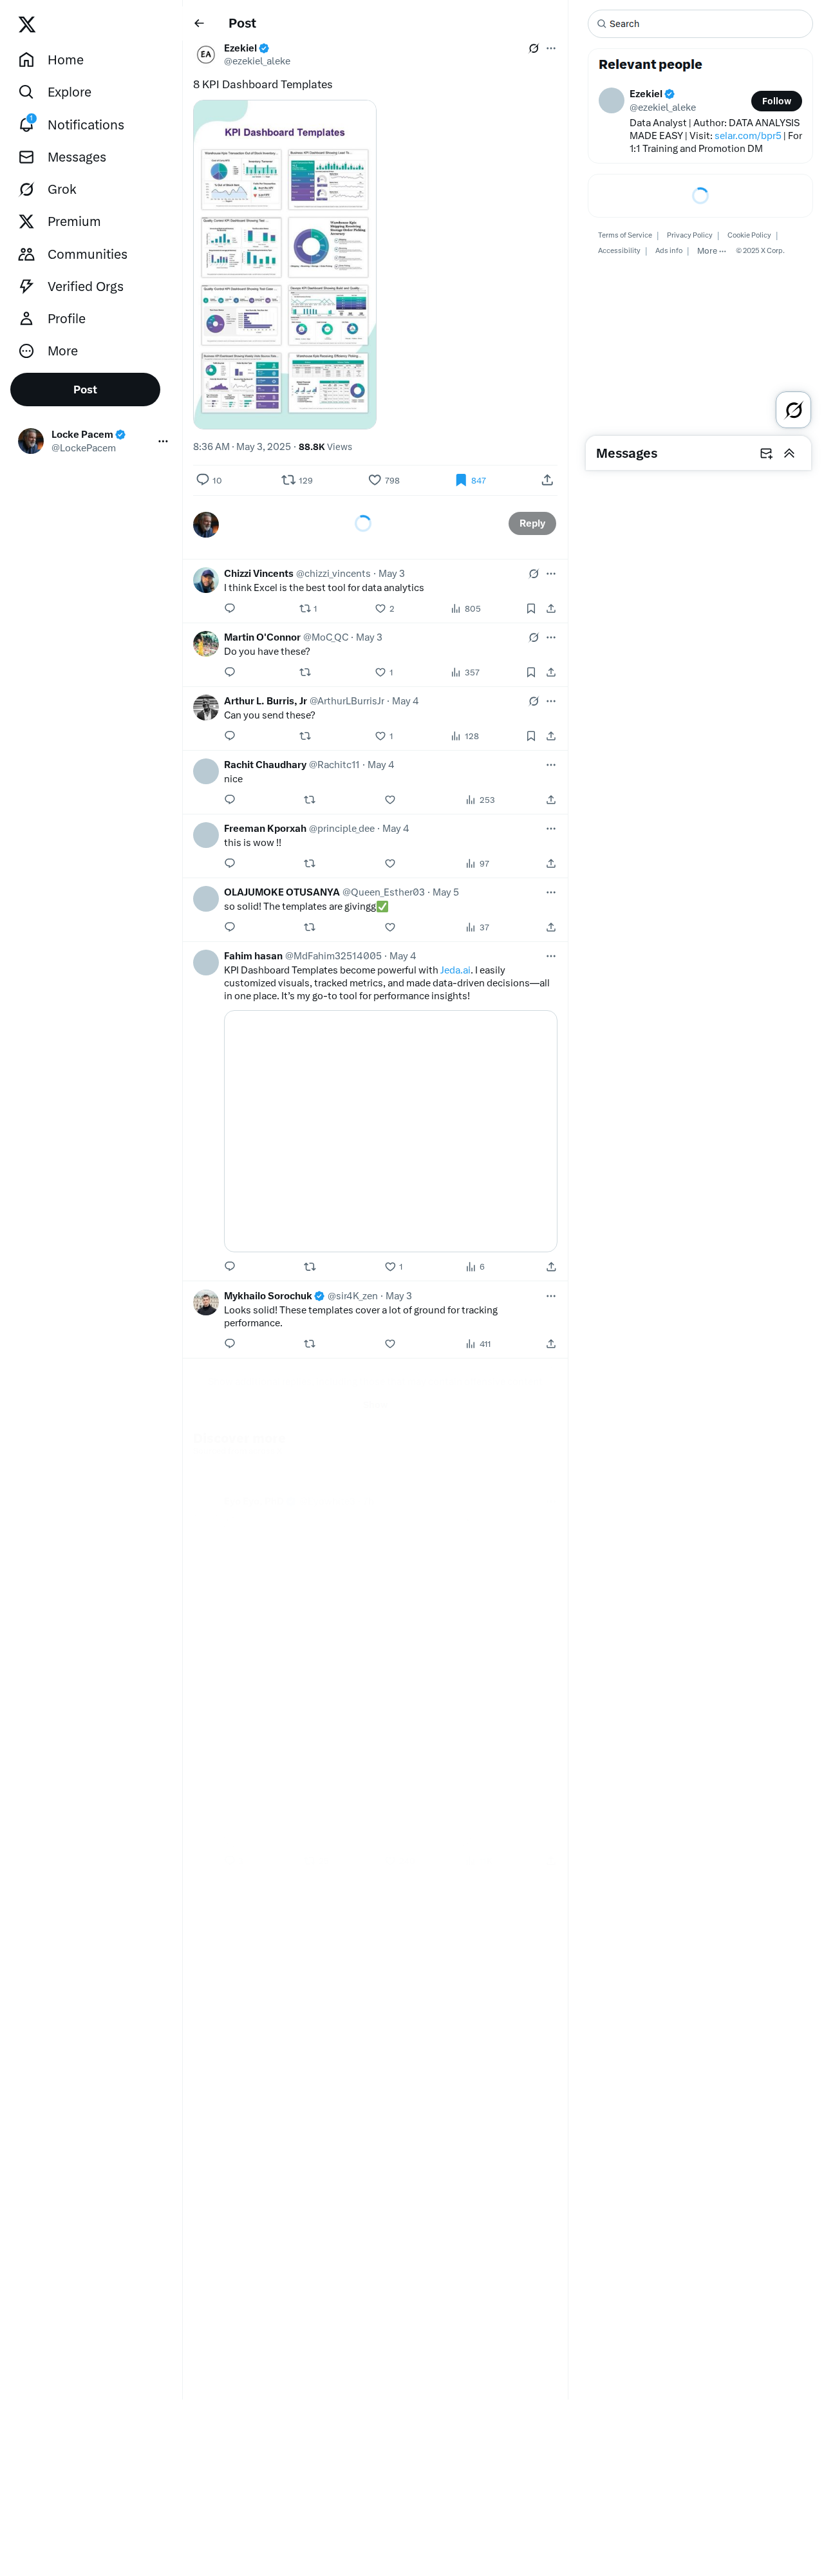 Post
Home
Explore
1
Notifications
Messages
Grok
Premium
Communities
Verified Orgs
Profile
More
Post
Locke Pacem
@LockePacem
Ezekiel
@ezekiel_aleke
EA
8 KPI Dashboard Templates
KPI Dashboard Templates
8:36 AM · May 3, 2025 · 88.8K Views
10 129 798 847
Reply
Chizzi Vincents @chizzi_vincents · May 3
I think Excel is the best tool for data analytics
1 2 805
Martin O'Connor @MoC_QC · May 3
Do you have these?
1 357
Arthur L. Burris, Jr @ArthurLBurrisJr · May 4
Can you send these?
1 128
Rachit Chaudhary @Rachitc11 · May 4
nice
253
Freeman Kporxah @principle_dee · May 4
this is wow !!
97
OLAJUMOKE OTUSANYA @Queen_Esther03 · May 5
so solid! The templates are givingg✅
37
Fahim hasan @MdFahim32514005 · May 4
KPI Dashboard Templates become powerful with Jeda.ai. I easily
customized visuals, tracked metrics, and made data-driven decisions—all
in one place. It's my go-to tool for performance insights!
1 6
Mykhailo Sorochuk @sir4K_zen · May 3
Looks solid! These templates cover a lot of ground for tracking
performance.
411
Search
Relevant people
Ezekiel
@ezekiel_aleke
Follow
Data Analyst | Author: DATA ANALYSIS
MADE EASY | Visit: selar.com/bpr5 | For
1:1 Training and Promotion DM
Terms of Service | Privacy Policy | Cookie Policy |
Accessibility | Ads info | More ··· © 2025 X Corp.
Messages